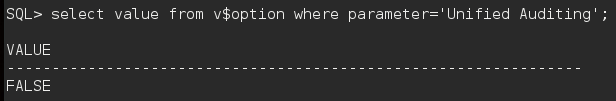 SQL> select value from v$option where parameter='Unified Auditing';
VALUE
----------------------------------------------------------------
FALSE